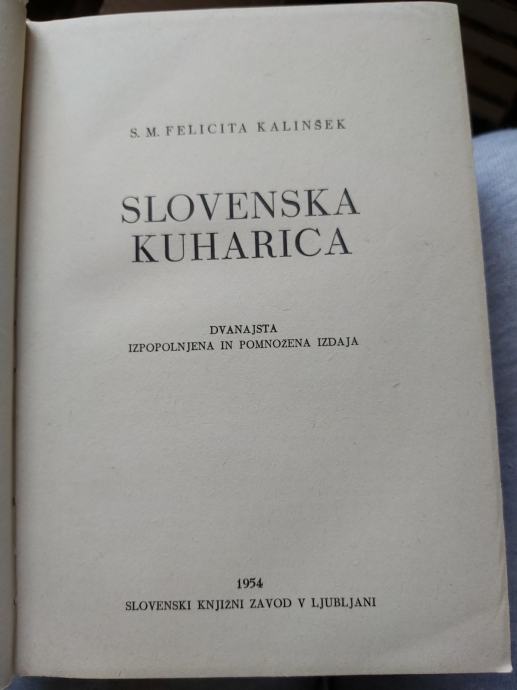 S. M. FELICITA KALINŠEK
SLOVENSKA
KUHARICA
DVANAJSTA
IZPOPOLNJENA IN POMNOŽENA IZDAJA
1954
SLOVENSKI KNJIŽNI ZAVOD V LJUBLJANI